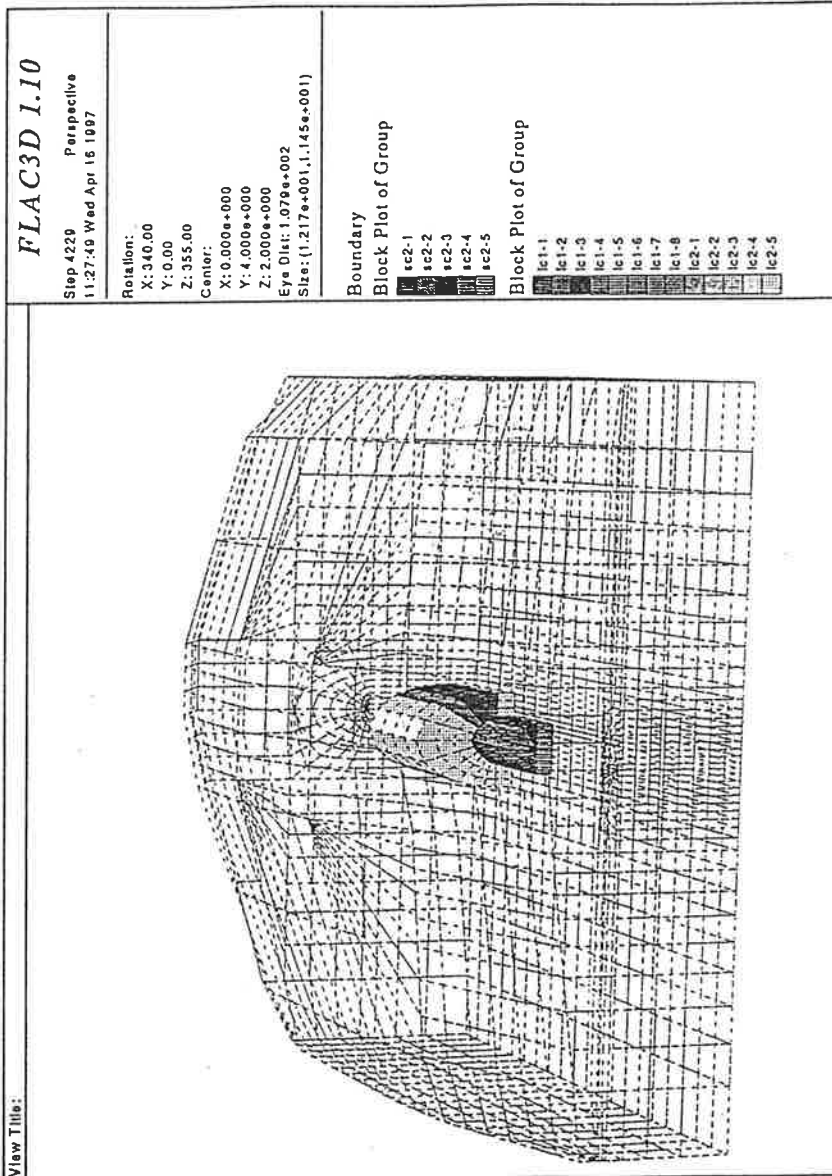 View Title:
FLAC3D 1.10
Step 4229 Perspective
11:27:49 Wed Apr 16 1997
Rotation:
X: 340.00
Y: 0.00
Z: 355.00
Center:
X: 0.000e+000
Y: 4.000e+000
Z: 2.000e+000
Eye Dist: 1.079e+002
Size: (1.217e+001,1.145e+001)
Boundary
Block Plot of Group
sc2-1
sc2-2
sc2-3
sc2-4
sc2-5
Block Plot of Group
lc1-1
lc1-2
lc1-3
lc1-4
lc1-5
lc1-6
lc1-7
lc1-8
lc2-1
lc2-2
lc2-3
lc2-4
lc2-5